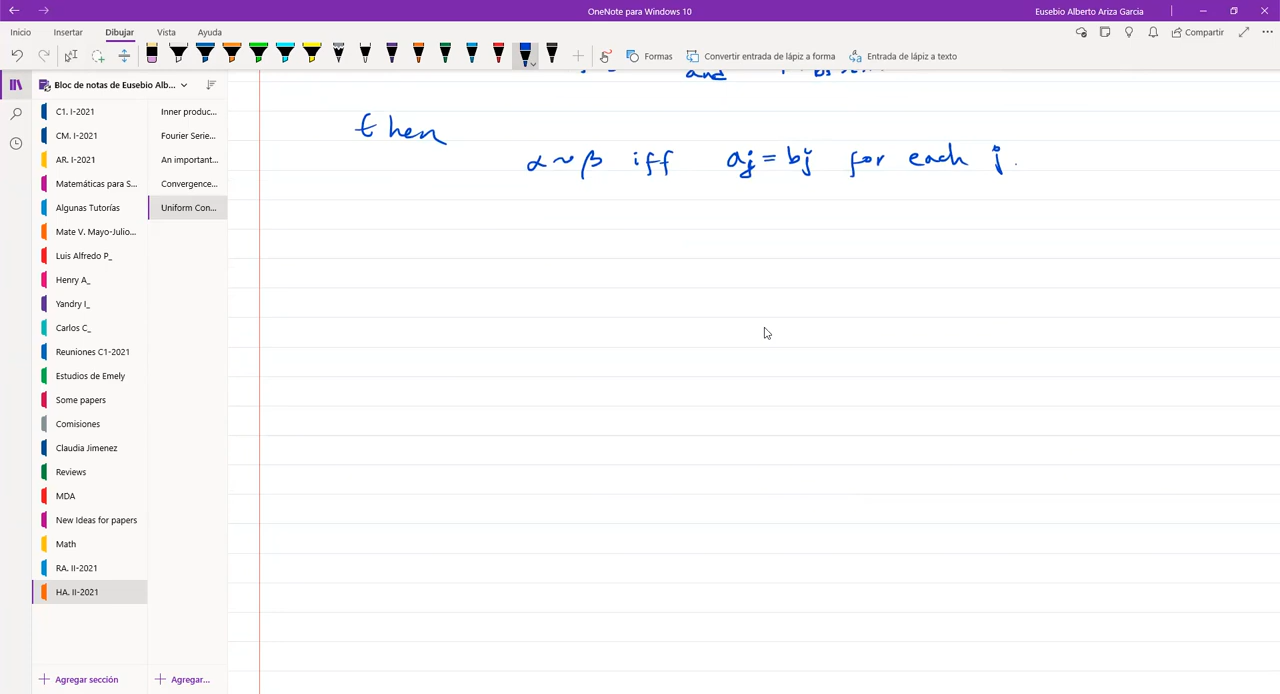 OneNote para Windows 10
Eusebio Alberto Ariza Garcia
Inicio Insertar Dibujar Vista Ayuda
Compartir
Formas Convertir entrada de lápiz a forma Entrada de lápiz a texto
Bloc de notas de Eusebio Alb...
C1. I-2021
CM. I-2021
AR. I-2021
Matemáticas para S...
Algunas Tutorías
Mate V. Mayo-Julio...
Luis Alfredo P_
Henry A_
Yandry I_
Carlos C_
Reuniones C1-2021
Estudios de Emely
Some papers
Comisiones
Claudia Jimenez
Reviews
MDA
New Ideas for papers
Math
RA. II-2021
HA. II-2021
Agregar sección
Inner produc...
Fourier Serie...
An important...
Convergence...
Uniform Con...
Agregar...
and
then
α ~ β iff aj = bj for each j.